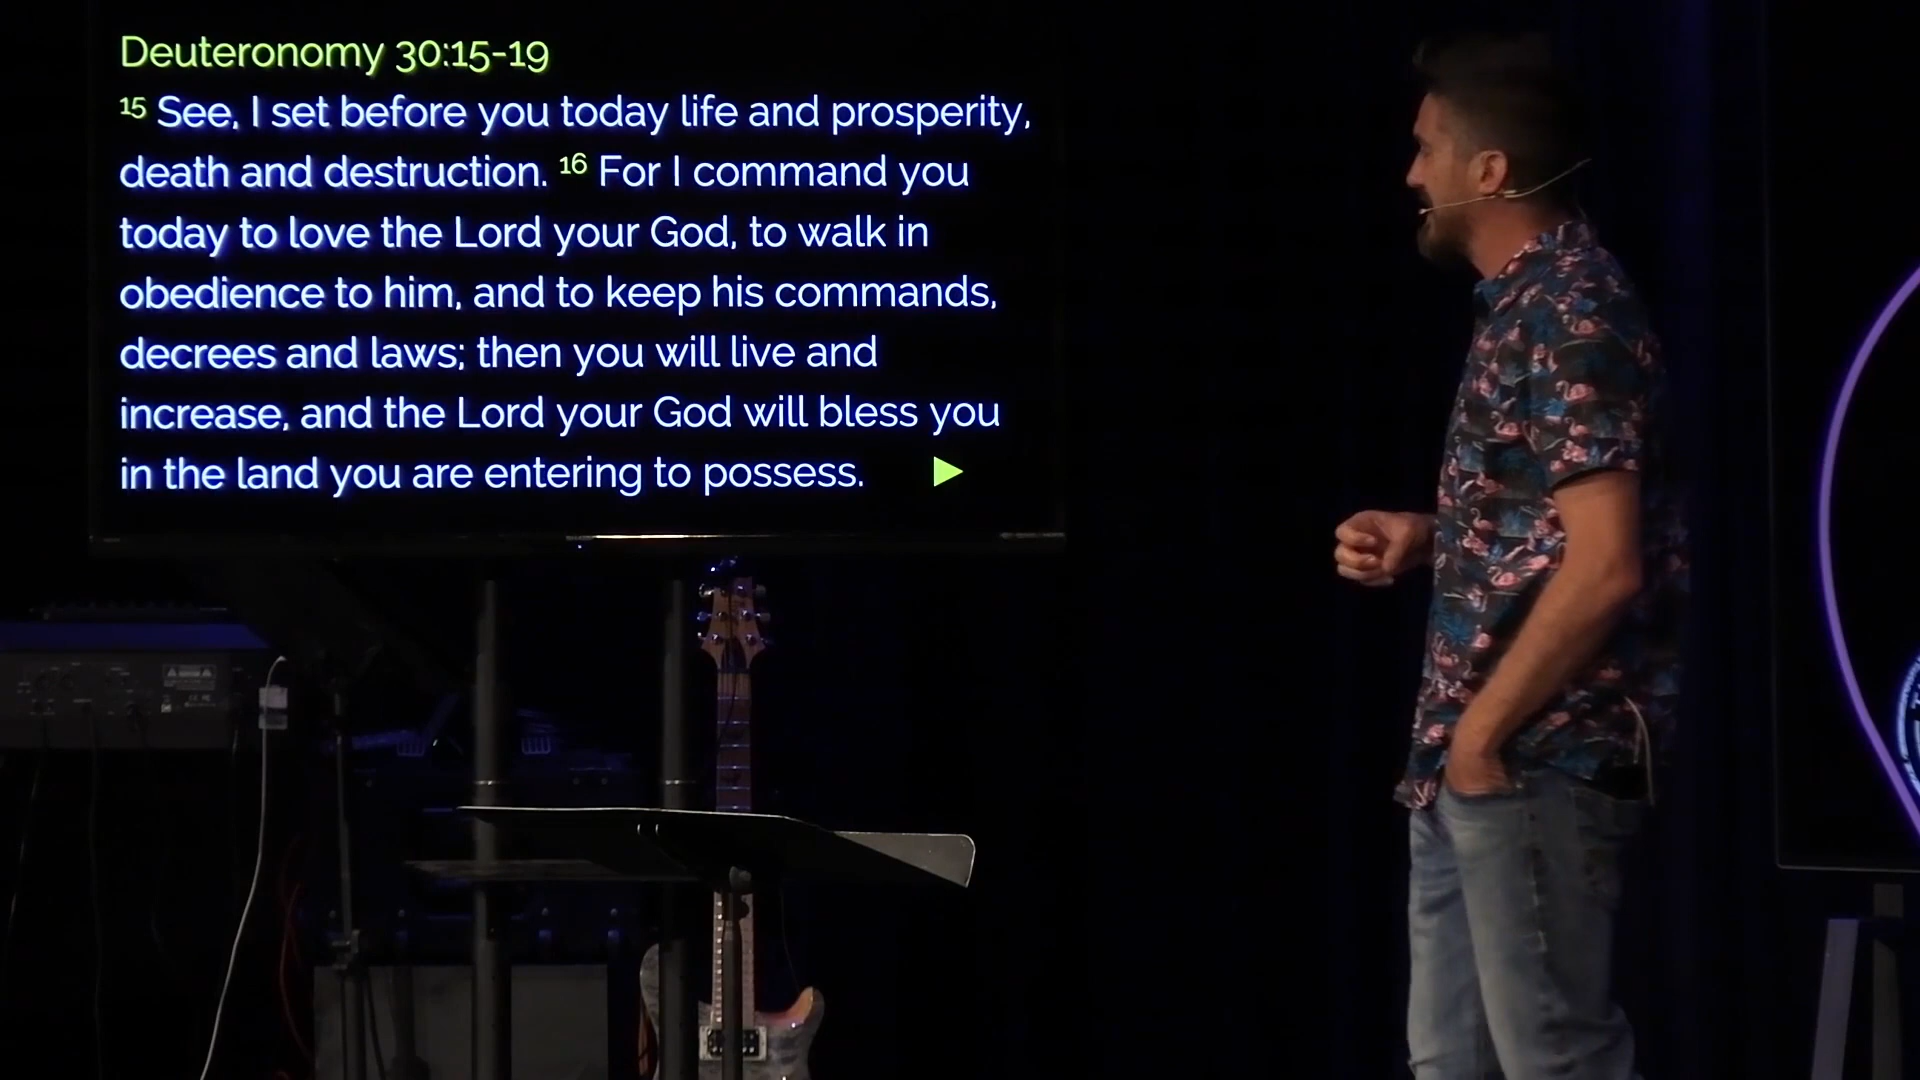 Deuteronomy 30:15-19
15 See, I set before you today life and prosperity,
death and destruction. 16 For I command you
today to love the Lord your God, to walk in
obedience to him, and to keep his commands,
decrees and laws; then you will live and
increase, and the Lord your God will bless you
in the land you are entering to possess.